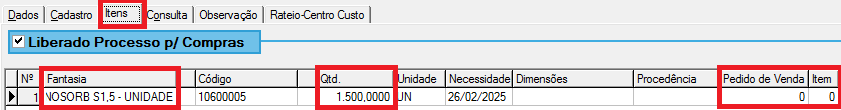 Dados Cadastro Itens Consulta Observação Rateio-Centro Custo
Liberado Processo p/ Compras
Nº Fantasia Código Qtd. Unidade Necessidade Dimensões Procedência Pedido de Venda Item
1 NOSORB S1,5 - UNIDADE 10600005 1.500,0000 UN 26/02/2025 0 0